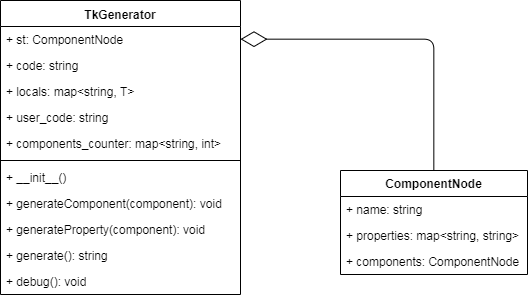 TkGenerator
+ st: ComponentNode
+ code: string
+ locals: map<string, T>
+ user_code: string
+ components_counter: map<string, int>
+ __init__()
+ generateComponent(component): void
+ generateProperty(component): void
+ generate(): string
+ debug(): void
ComponentNode
+ name: string
+ properties: map<string, string>
+ components: ComponentNode